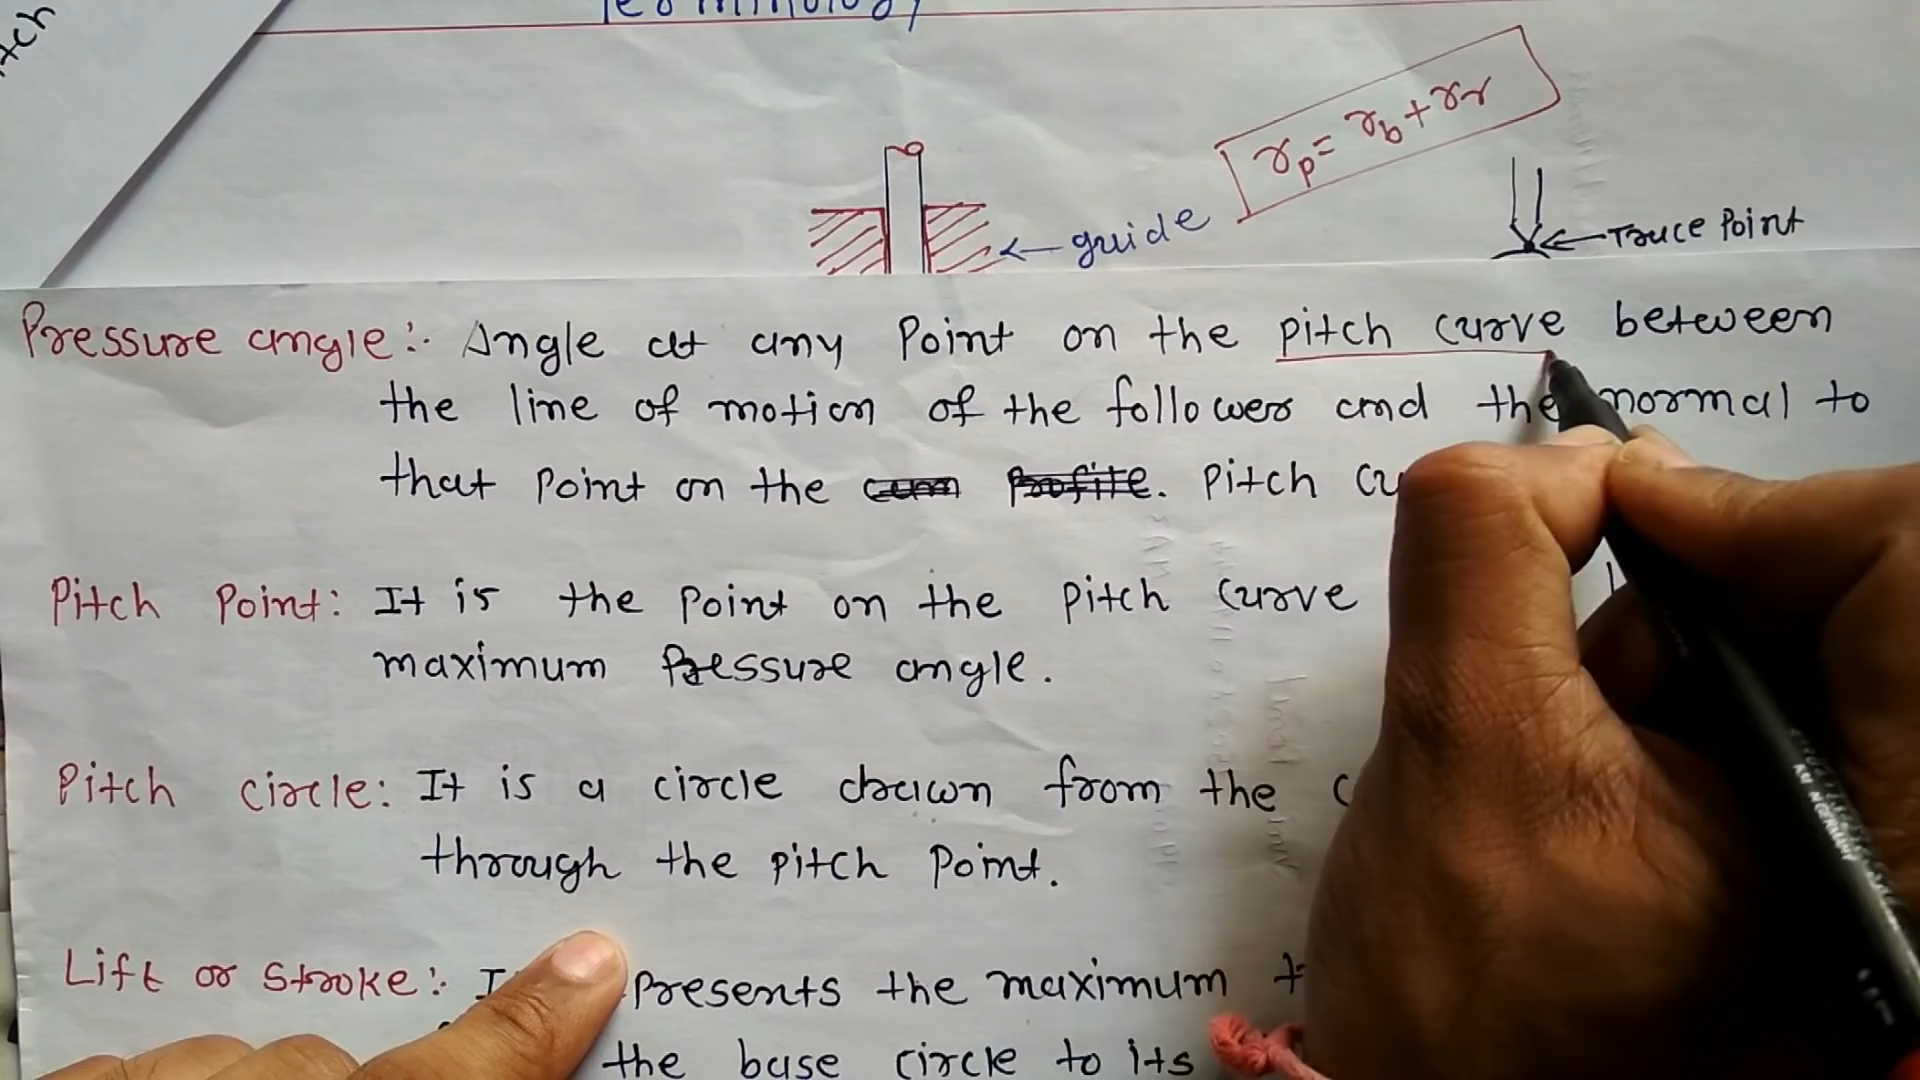 Terminology
rp = rb + rr
← guide
← Trace Point
Pressure angle:- Angle at any Point on the pitch curve between
the line of motion of the follower and the normal to
that point on the Pitch
Pitch Point: It is the point on the pitch curve
maximum Pressure angle.
Pitch circle: It is a circle drawn from the
through the pitch Point.
Lift or Stroke:- the maximum
the base circle to its